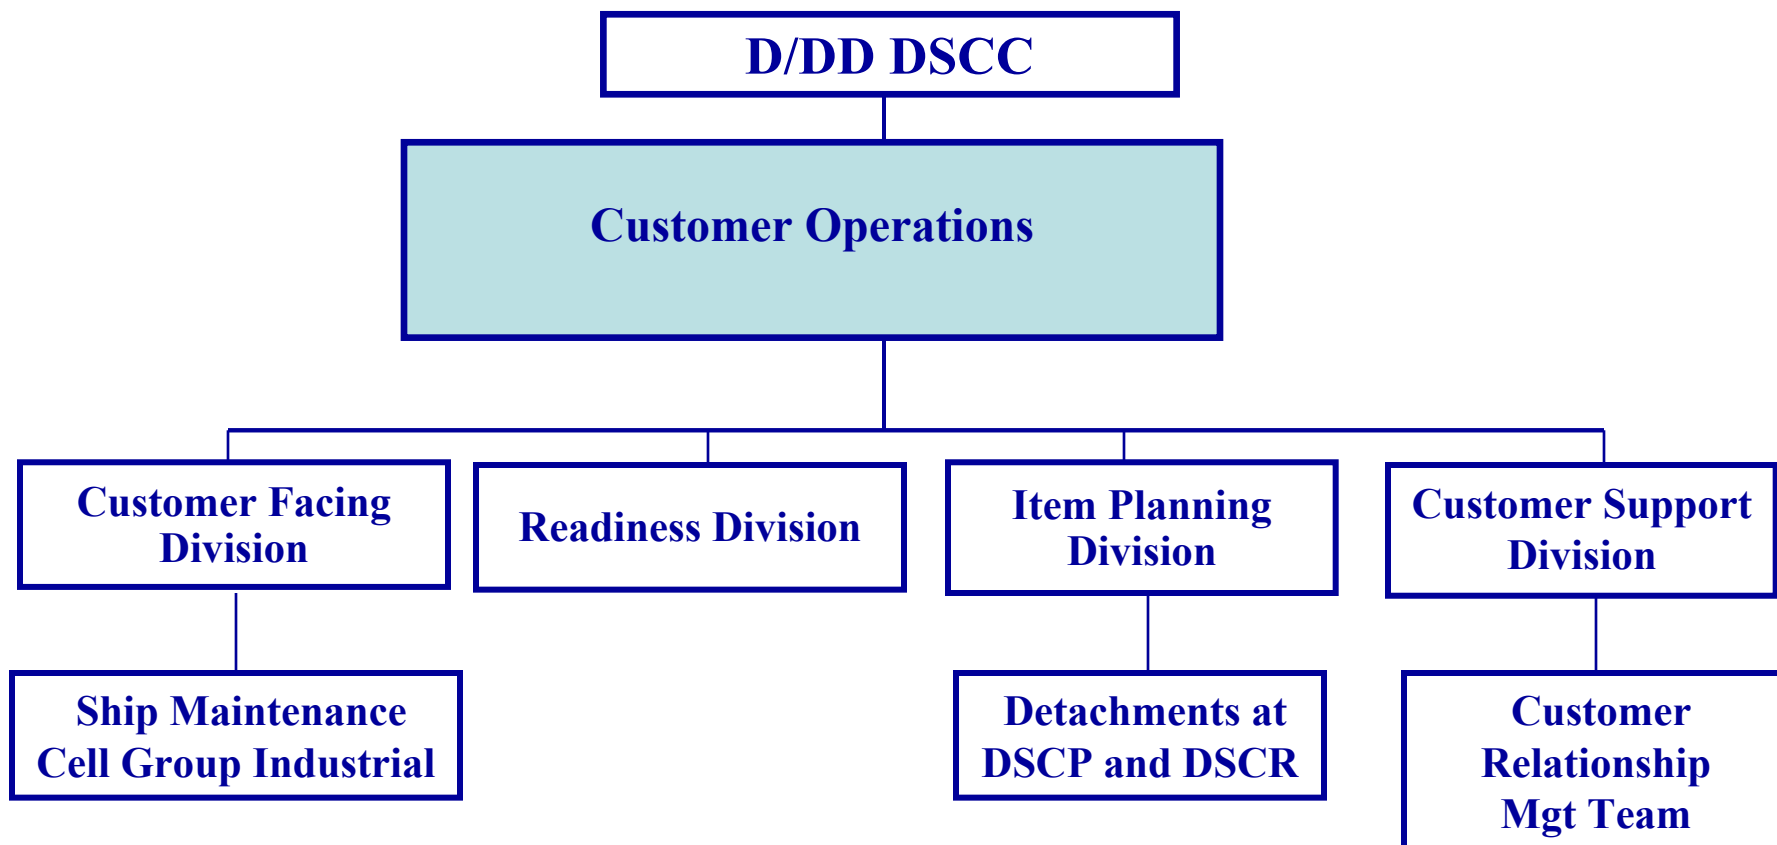 D/DD DSCC
Customer Operations
Customer Facing
Division
Readiness Division
Item Planning
Division
Customer Support
Division
Ship Maintenance
Cell Group Industrial
Detachments at
DSCP and DSCR
Customer
Relationship
Mgt Team